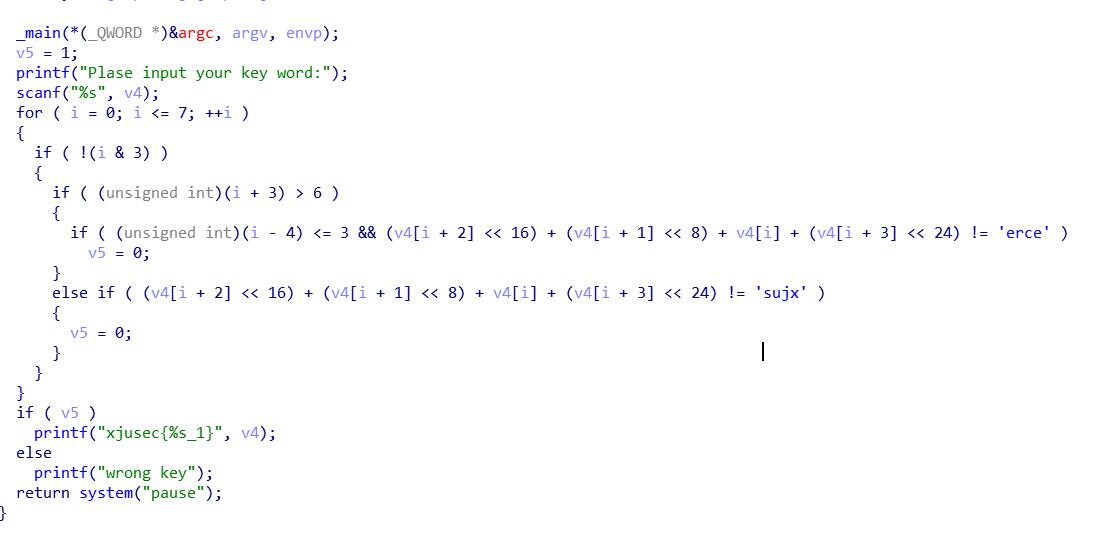 _main(*(_QWORD *)&argc, argv, envp);
v5 = 1;
printf("Plase input your key word:");
scanf("%s", v4);
for ( i = 0; i <= 7; ++i )
{
if ( !(i & 3) )
{
if ( (unsigned int)(i + 3) > 6 )
{
if ( (unsigned int)(i - 4) <= 3 && (v4[i + 2] << 16) + (v4[i + 1] << 8) + v4[i] + (v4[i + 3] << 24) != 'erce' )
v5 = 0;
}
else if ( (v4[i + 2] << 16) + (v4[i + 1] << 8) + v4[i] + (v4[i + 3] << 24) != 'sujx' )
{
v5 = 0;
}
}
}
if ( v5 )
printf("xjusec{%s_1}", v4);
else
printf("wrong key");
return system("pause");
}